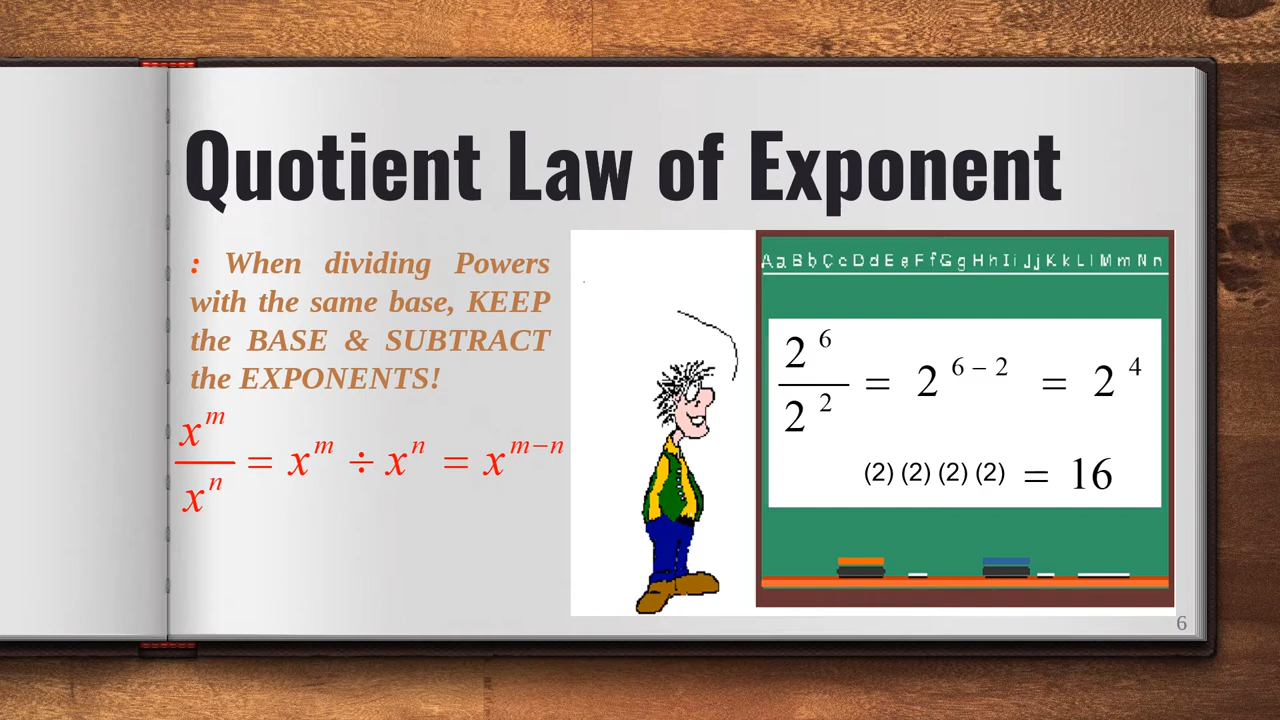 Quotient Law of Exponent
: When dividing Powers
with the same base, KEEP
the BASE & SUBTRACT
the EXPONENTS!
x^m / x^n = x^m ÷ x^n = x^{m−n}
AaBbCcDdEeFfGgHhIiJjKkLlMmNn
2^6 / 2^2 = 2^{6−2} = 2^4
(2) (2) (2) (2) = 16
6